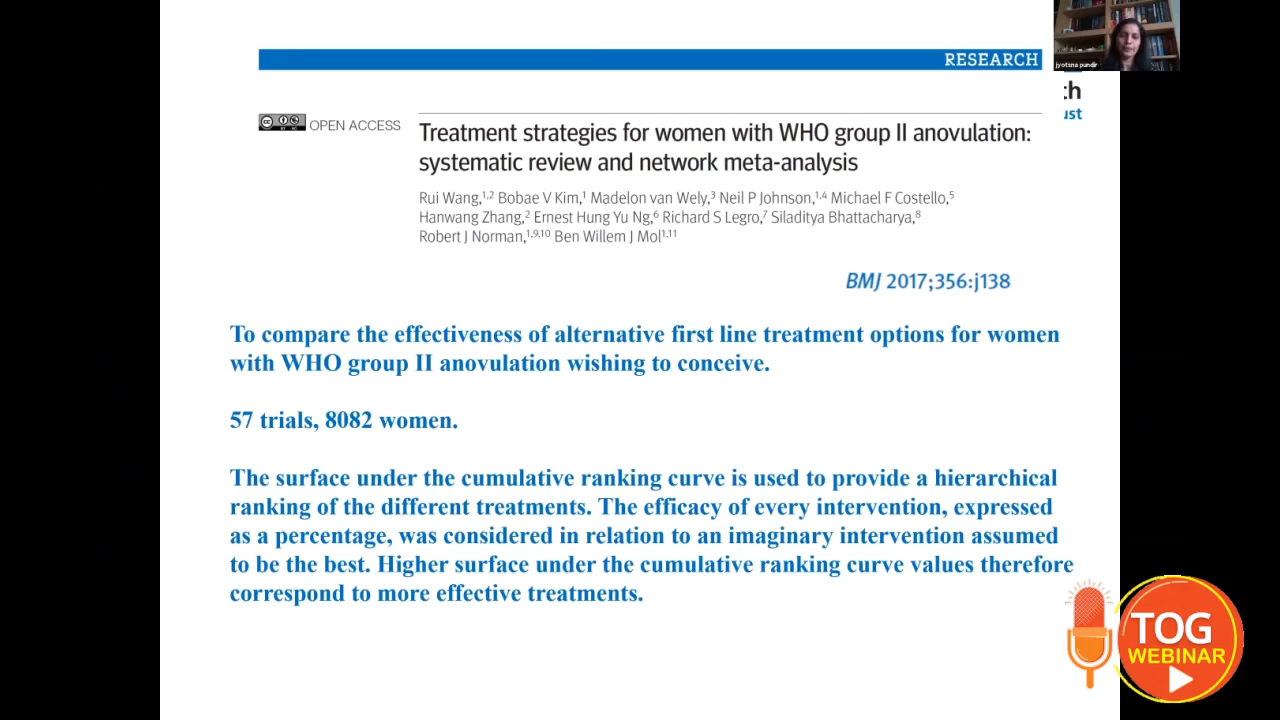 RESEARCH
jyotsna pundir
th
ust
cc BY NC
OPEN ACCESS
Treatment strategies for women with WHO group II anovulation:
systematic review and network meta-analysis
Rui Wang,1,2 Bobae V Kim,1 Madelon van Wely,3 Neil P Johnson,1,4 Michael F Costello,5
Hanwang Zhang,2 Ernest Hung Yu Ng,6 Richard S Legro,7 Siladitya Bhattacharya,8
Robert J Norman,1,9,10 Ben Willem J Mol1,11
BMJ 2017;356:j138
To compare the effectiveness of alternative first line treatment options for women
with WHO group II anovulation wishing to conceive.
57 trials, 8082 women.
The surface under the cumulative ranking curve is used to provide a hierarchical
ranking of the different treatments. The efficacy of every intervention, expressed
as a percentage, was considered in relation to an imaginary intervention assumed
to be the best. Higher surface under the cumulative ranking curve values therefore
correspond to more effective treatments.
TOG
WEBINAR